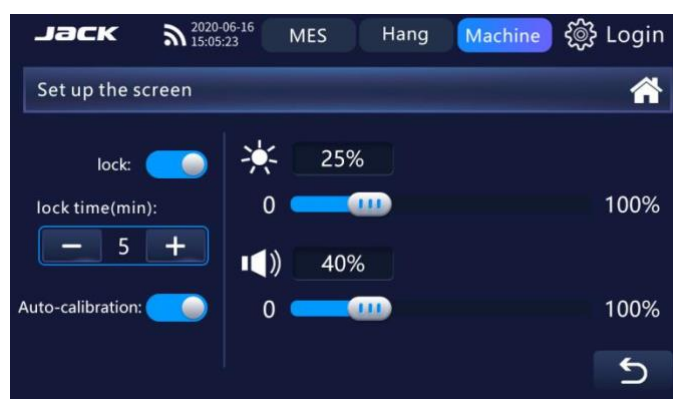 JACK
2020-06-16
15:05:23
MES
Hang
Machine
Login
Set up the screen
lock:
25%
lock time(min):
0
100%
− 5 +
40%
Auto-calibration:
0
100%